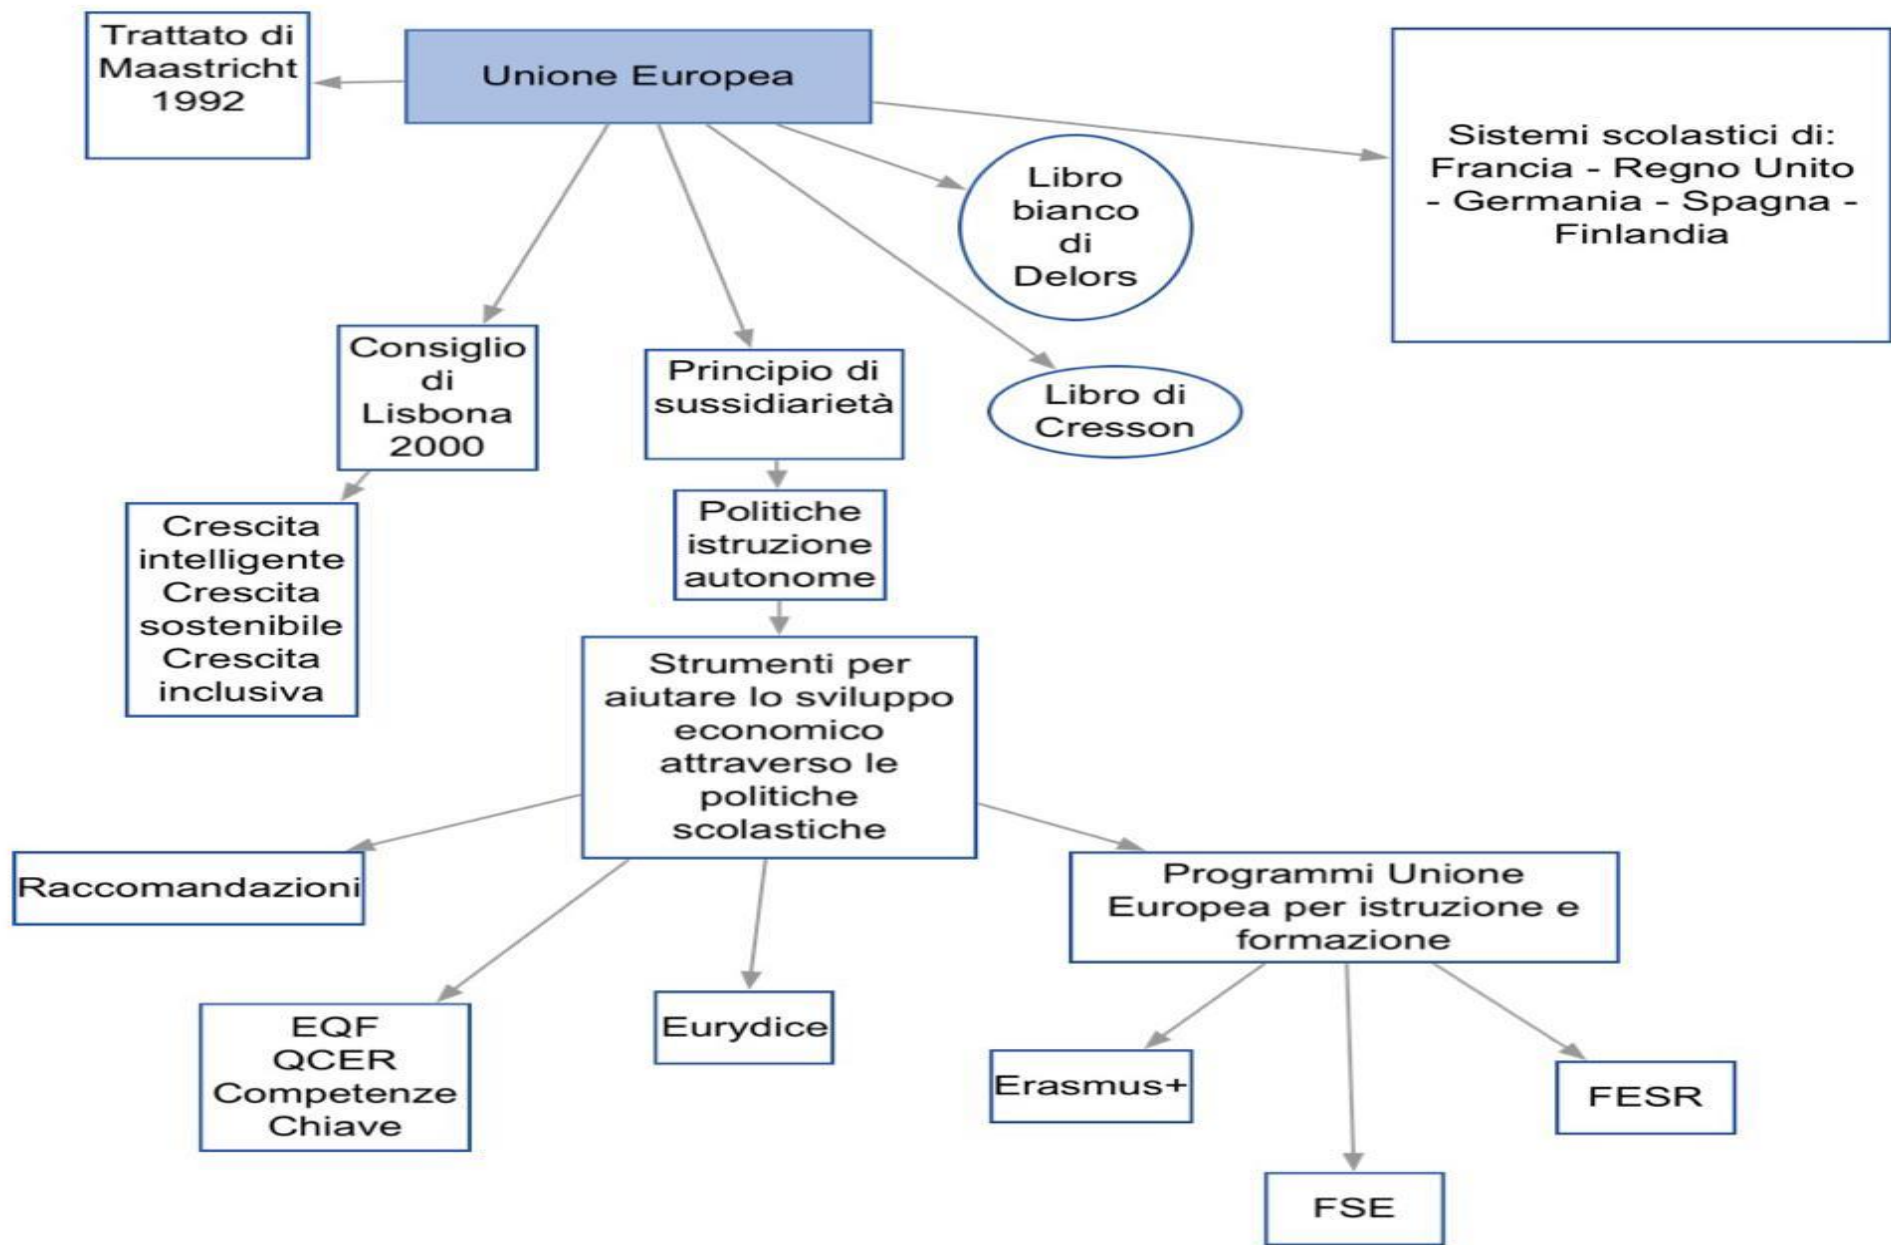 Trattato di
Maastricht
1992
Unione Europea
Sistemi scolastici di:
Francia - Regno Unito
- Germania - Spagna -
Finlandia
Libro
bianco
di
Delors
Consiglio
di
Lisbona
2000
Principio di
sussidiarietà
Libro di
Cresson
Crescita
intelligente
Crescita
sostenibile
Crescita
inclusiva
Politiche
istruzione
autonome
Strumenti per
aiutare lo sviluppo
economico
attraverso le
politiche
scolastiche
Raccomandazioni
Programmi Unione
Europea per istruzione e
formazione
EQF
QCER
Competenze
Chiave
Eurydice
Erasmus+
FESR
FSE